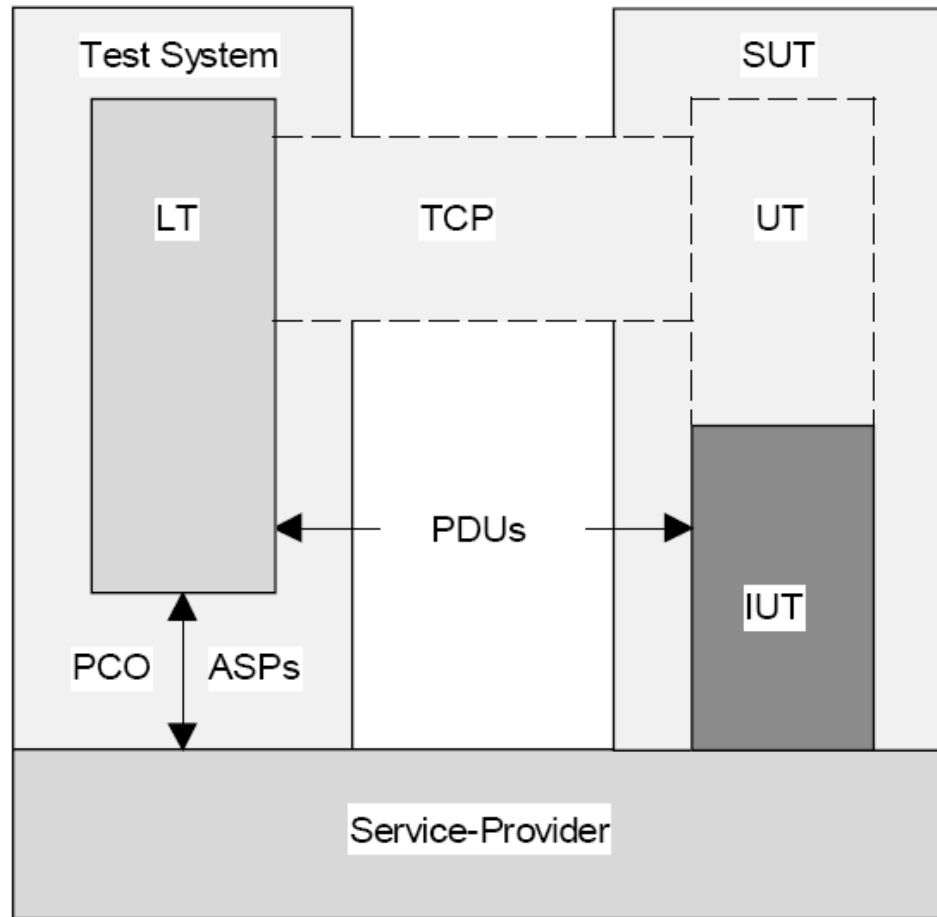 Test System
SUT
LT
TCP
UT
PDUs
IUT
PCO
ASPs
Service-Provider